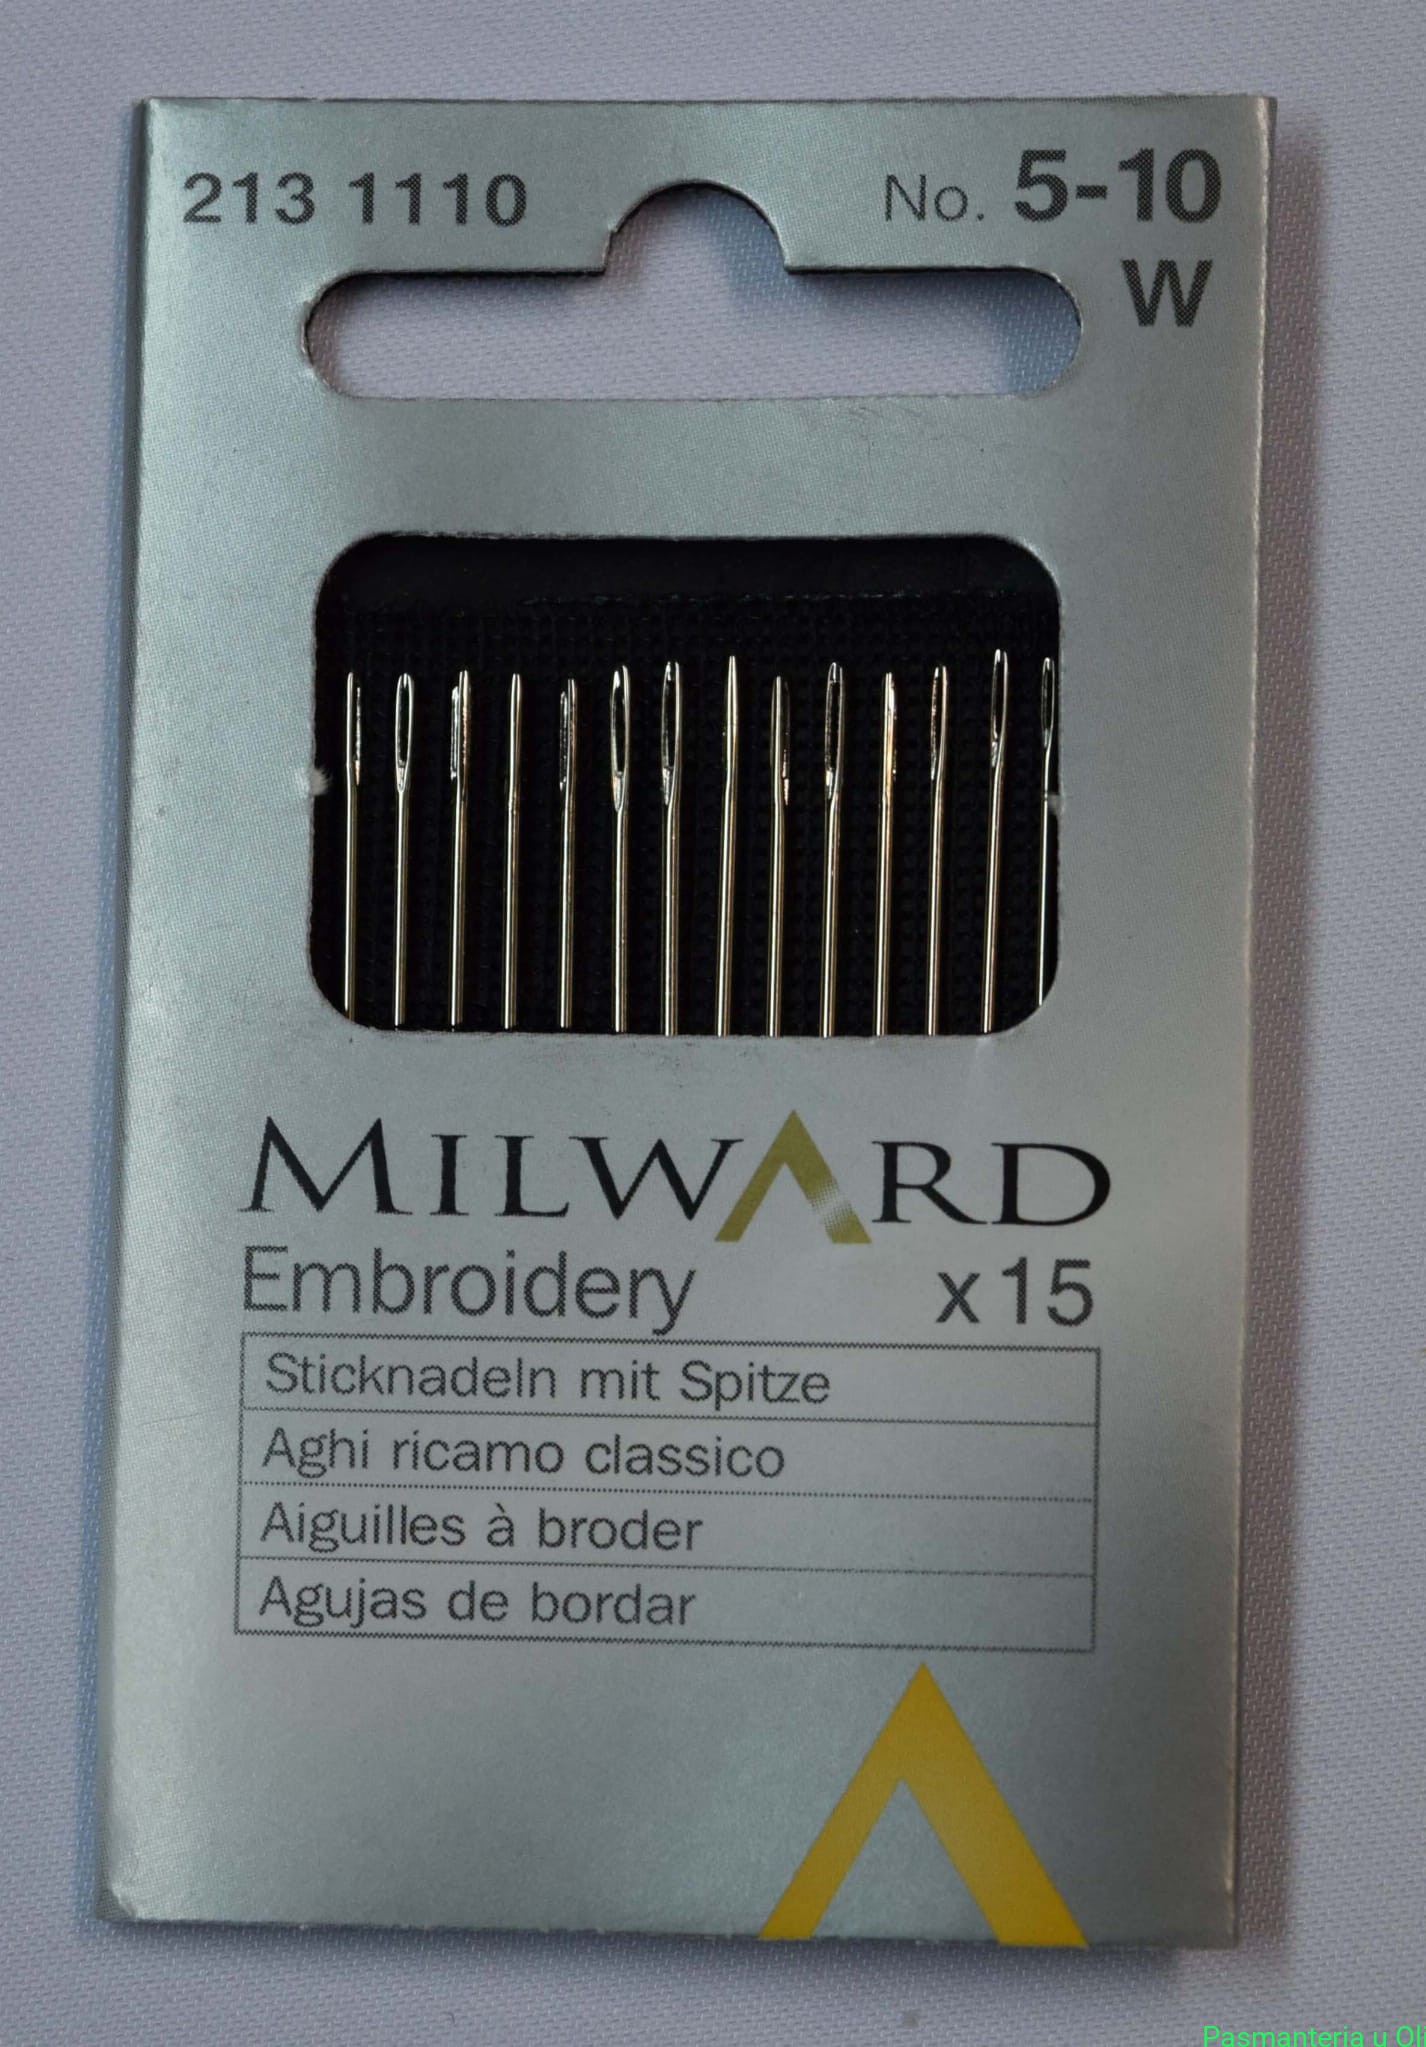 213 1110
No. 5-10
W
MILWARD
Embroidery x15
Sticknadeln mit Spitze
Aghi ricamo classico
Aiguilles à broder
Agujas de bordar
Pasmanteria u